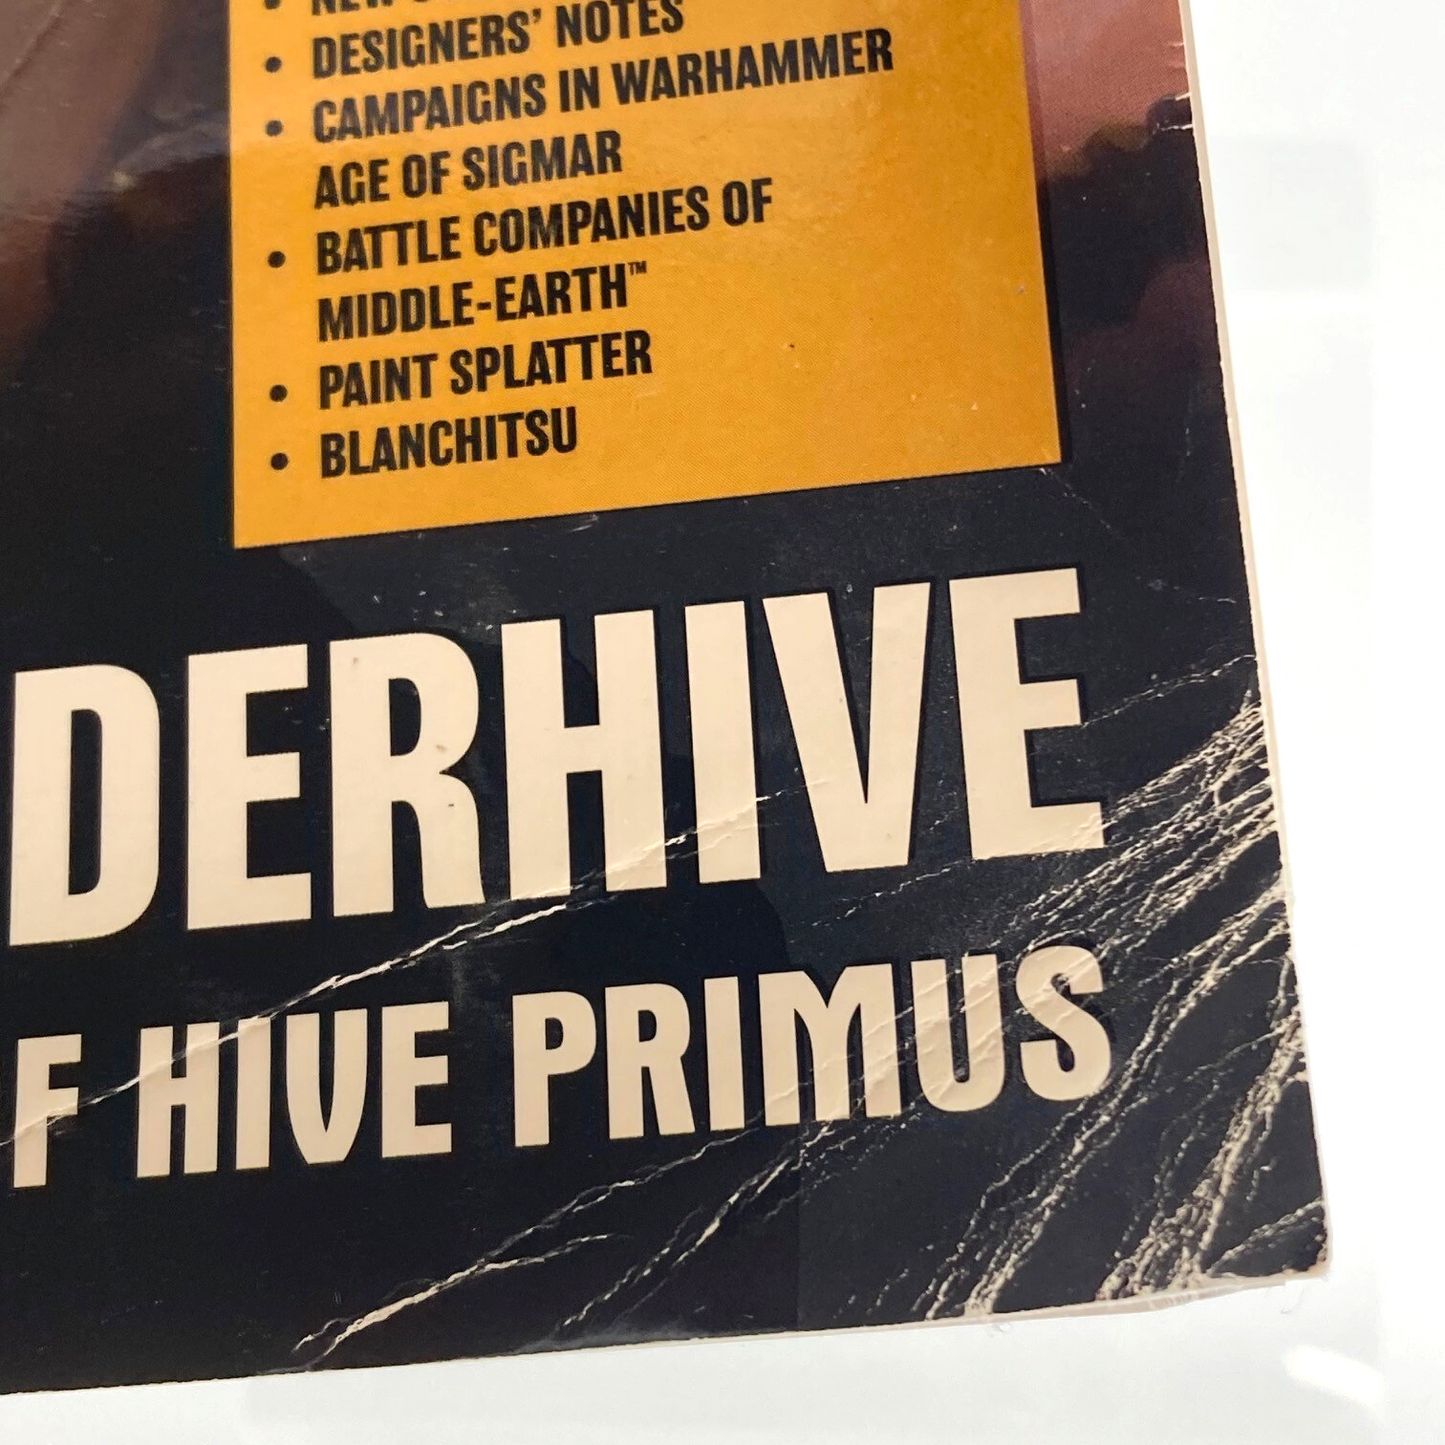 • DESIGNERS' NOTES
• CAMPAIGNS IN WARHAMMER
AGE OF SIGMAR
• BATTLE COMPANIES OF
MIDDLE-EARTH™
• PAINT SPLATTER
• BLANCHITSU
DERHIVE
F HIVE PRIMUS